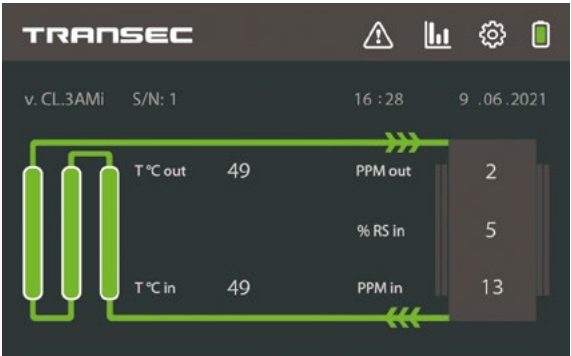 TRANSEC
v. CL.3AMi S/N: 1 16 : 28 9 .06.2021
T °C out 49 PPM out 2
% RS in 5
T °C in 49 PPM in 13